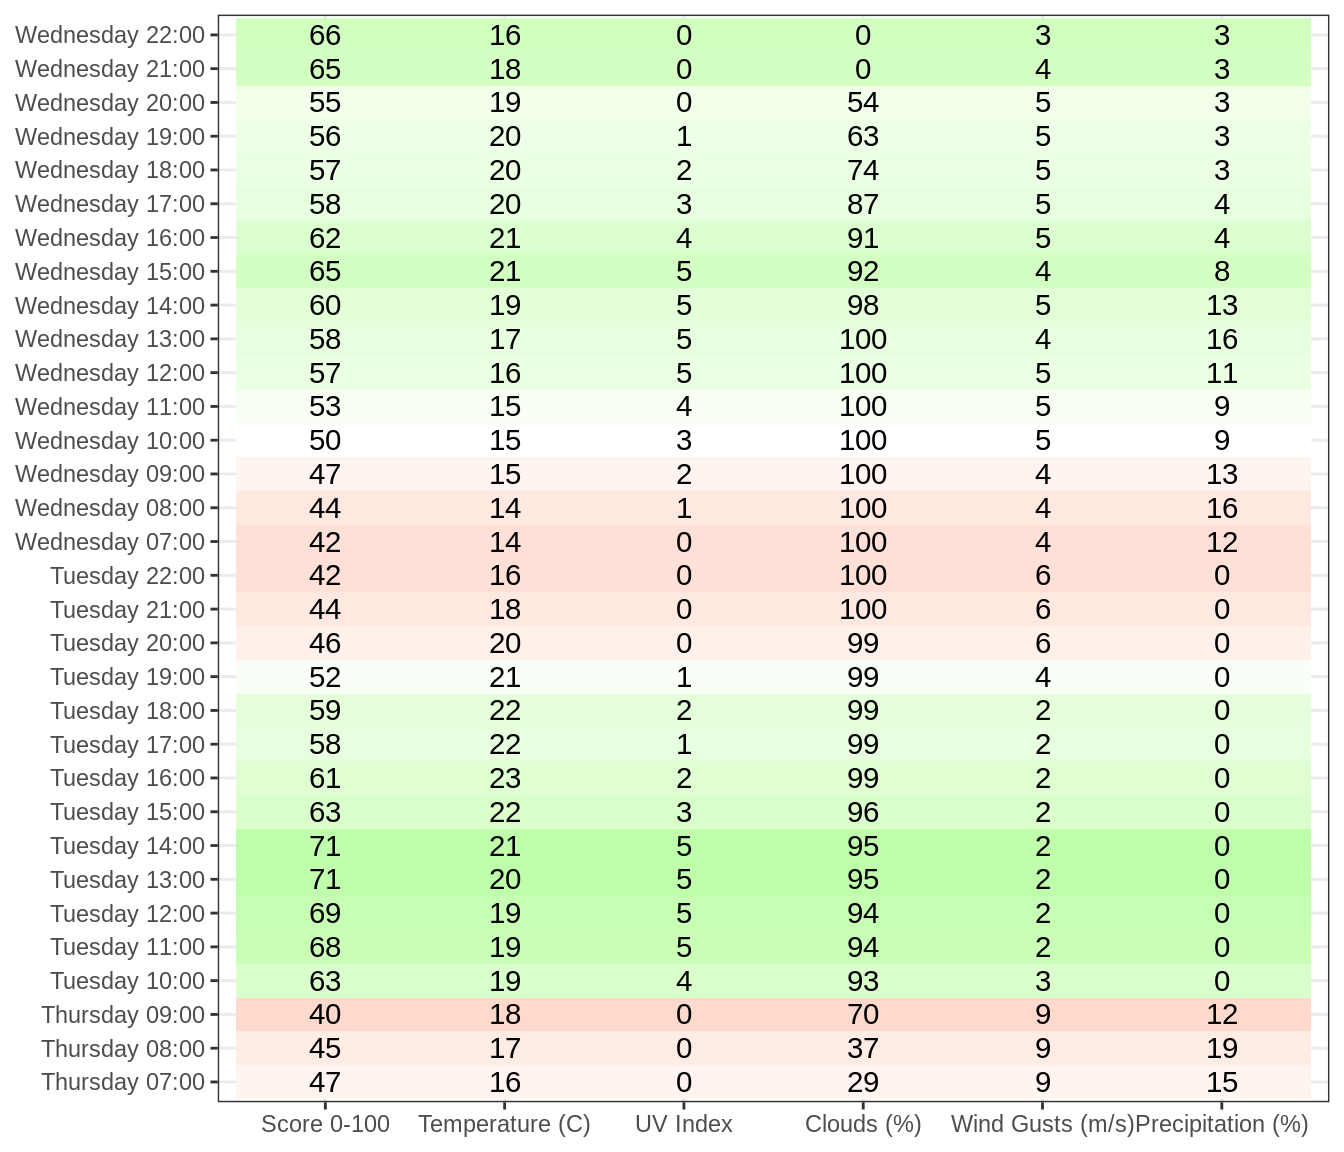 Wednesday 22:00 66 16 0 0 3 3
Wednesday 21:00 65 18 0 0 4 3
Wednesday 20:00 55 19 0 54 5 3
Wednesday 19:00 56 20 1 63 5 3
Wednesday 18:00 57 20 2 74 5 3
Wednesday 17:00 58 20 3 87 5 4
Wednesday 16:00 62 21 4 91 5 4
Wednesday 15:00 65 21 5 92 4 8
Wednesday 14:00 60 19 5 98 5 13
Wednesday 13:00 58 17 5 100 4 16
Wednesday 12:00 57 16 5 100 5 11
Wednesday 11:00 53 15 4 100 5 9
Wednesday 10:00 50 15 3 100 5 9
Wednesday 09:00 47 15 2 100 4 13
Wednesday 08:00 44 14 1 100 4 16
Wednesday 07:00 42 14 0 100 4 12
Tuesday 22:00 42 16 0 100 6 0
Tuesday 21:00 44 18 0 100 6 0
Tuesday 20:00 46 20 0 99 6 0
Tuesday 19:00 52 21 1 99 4 0
Tuesday 18:00 59 22 2 99 2 0
Tuesday 17:00 58 22 1 99 2 0
Tuesday 16:00 61 23 2 99 2 0
Tuesday 15:00 63 22 3 96 2 0
Tuesday 14:00 71 21 5 95 2 0
Tuesday 13:00 71 20 5 95 2 0
Tuesday 12:00 69 19 5 94 2 0
Tuesday 11:00 68 19 5 94 2 0
Tuesday 10:00 63 19 4 93 3 0
Thursday 09:00 40 18 0 70 9 12
Thursday 08:00 45 17 0 37 9 19
Thursday 07:00 47 16 0 29 9 15
Score 0-100 Temperature (C) UV Index Clouds (%) Wind Gusts (m/s) Precipitation (%)